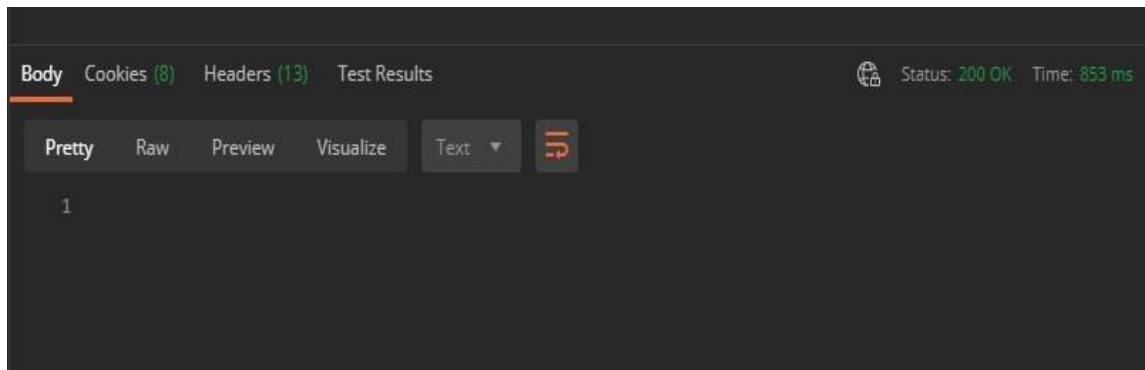 Body Cookies (8) Headers (13) Test Results Status: 200 OK Time: 853 ms
Pretty Raw Preview Visualize Text
1